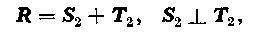 R = S₂ + T₂,  S₂ ⊥ T₂,